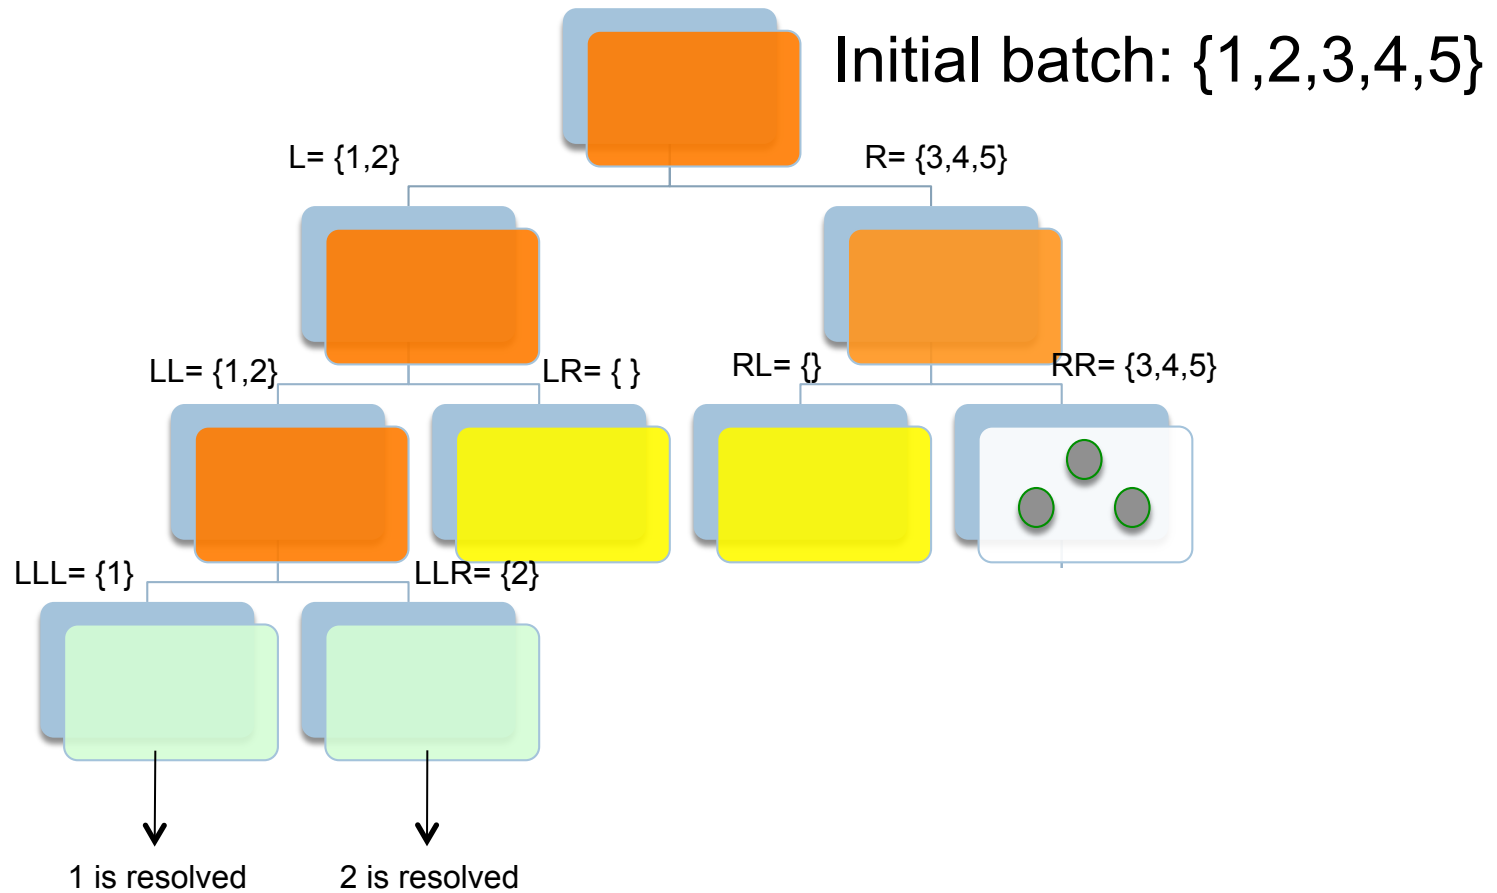 Initial batch: {1,2,3,4,5}
L= {1,2}
R= {3,4,5}
LL= {1,2}
LR= { }
RL= {}
RR= {3,4,5}
LLL= {1}
LLR= {2}
1 is resolved
2 is resolved